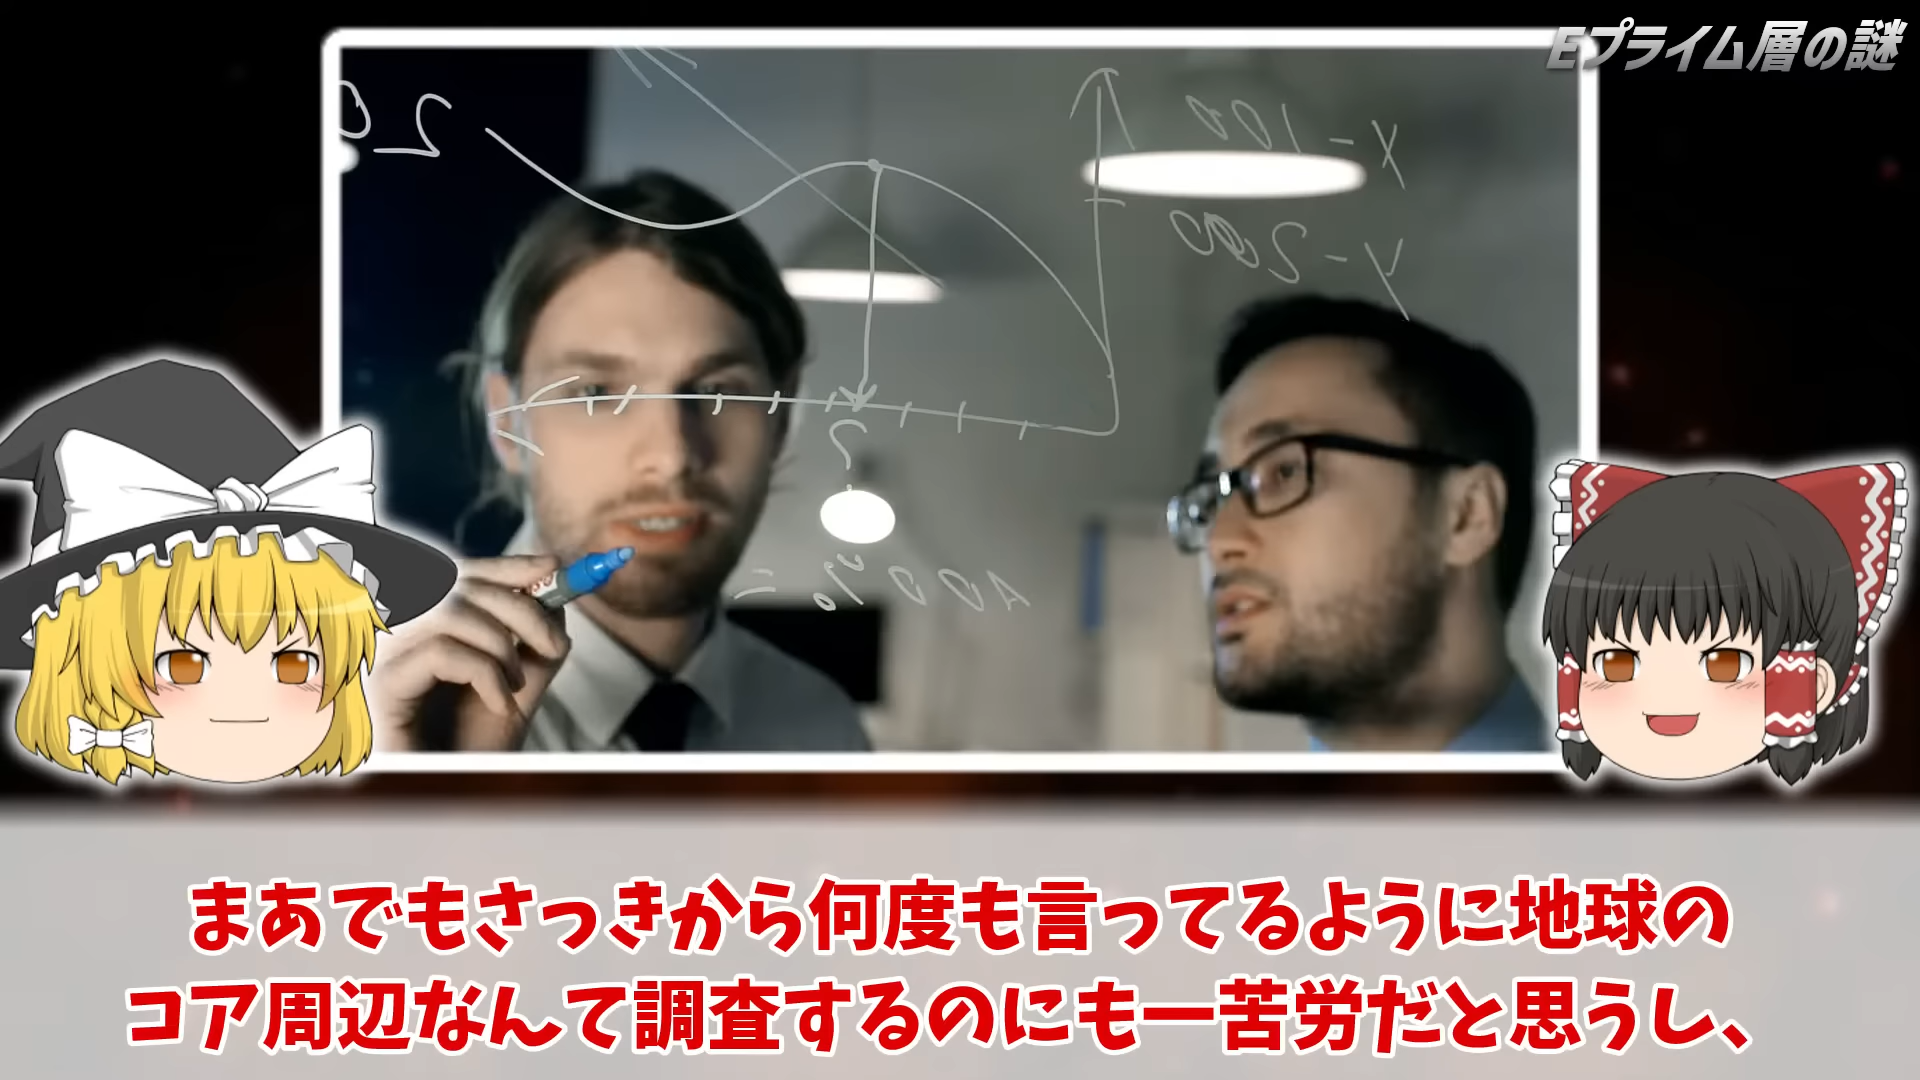 Eプライム層の謎
X-100
Y-200
まあでもさっきから何度も言ってるように地球の
コア周辺なんて調査するのにも一苦労だと思うし、